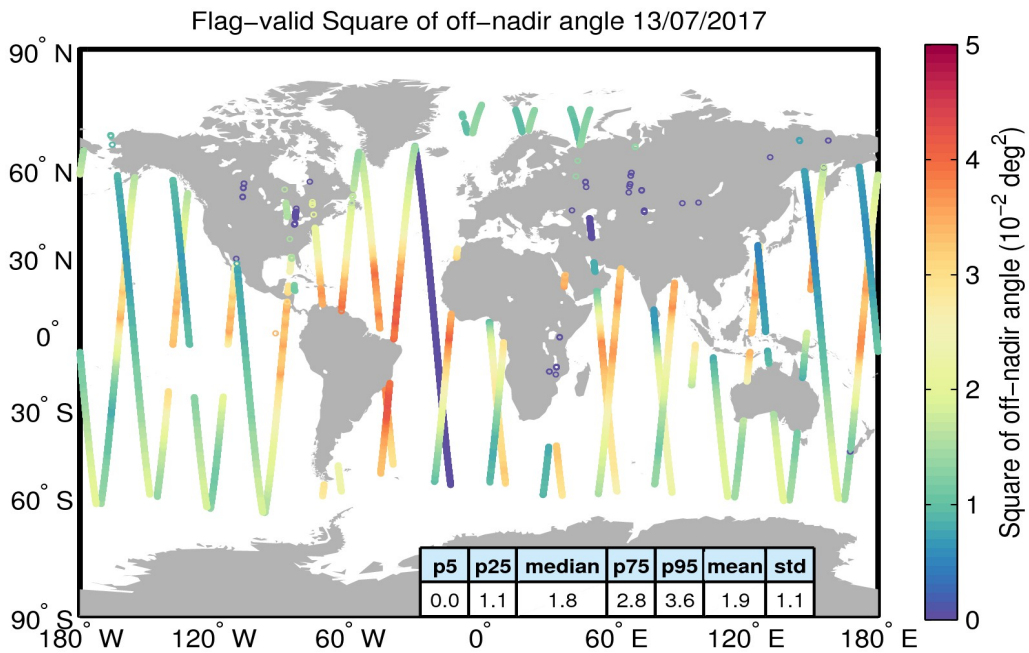 Flag−valid Square of off−nadir angle 13/07/2017
90° N
60° N
30° N
0°
30° S
60° S
90° S
180° W
120° W
60° W
0°
60° E
120° E
180° E
p5 p25 median p75 p95 mean std
0.0 1.1 1.8 2.8 3.6 1.9 1.1
5
4
3
2
1
0
Square of off−nadir angle (10⁻² deg²)